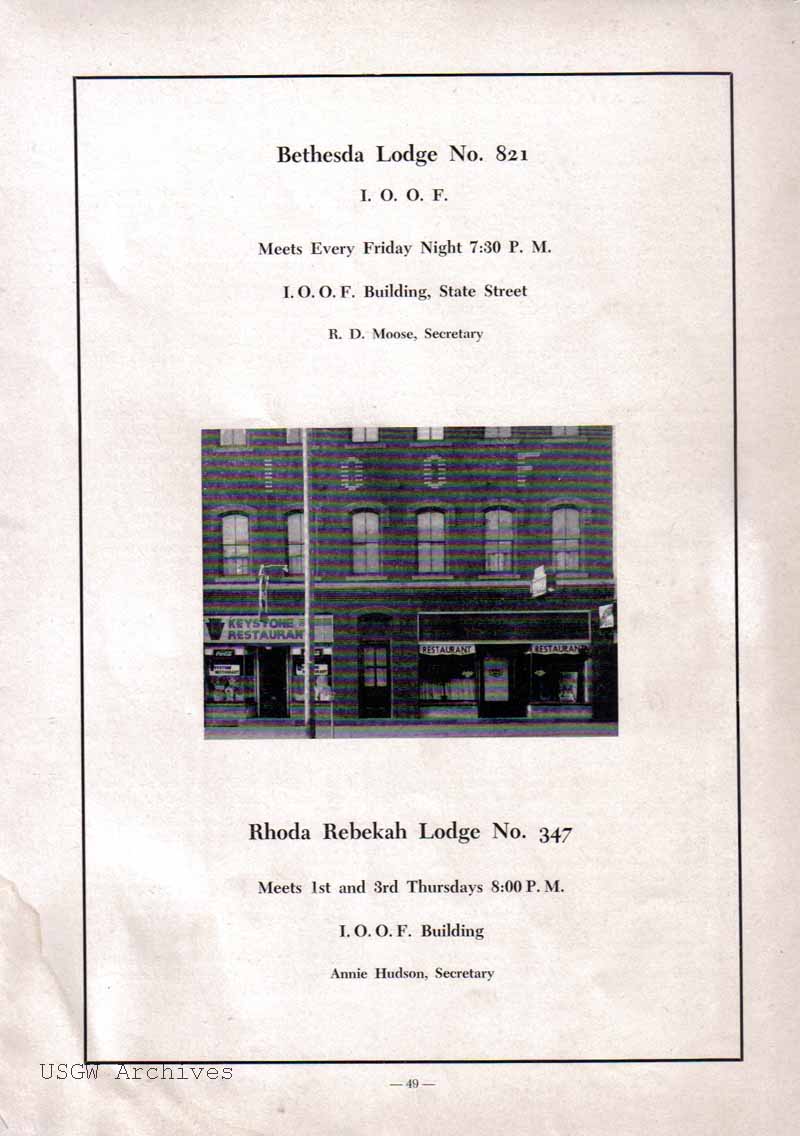 Bethesda Lodge No. 821
I. O. O. F.
Meets Every Friday Night 7:30 P. M.
I. O. O. F. Building, State Street
R. D. Moose, Secretary
I O O F
KEYSTONE
RESTAURANT
RESTAURANT
RESTAURANT
Rhoda Rebekah Lodge No. 347
Meets 1st and 3rd Thursdays 8:00 P. M.
I. O. O. F. Building
Annie Hudson, Secretary
USGW Archives
— 49 —